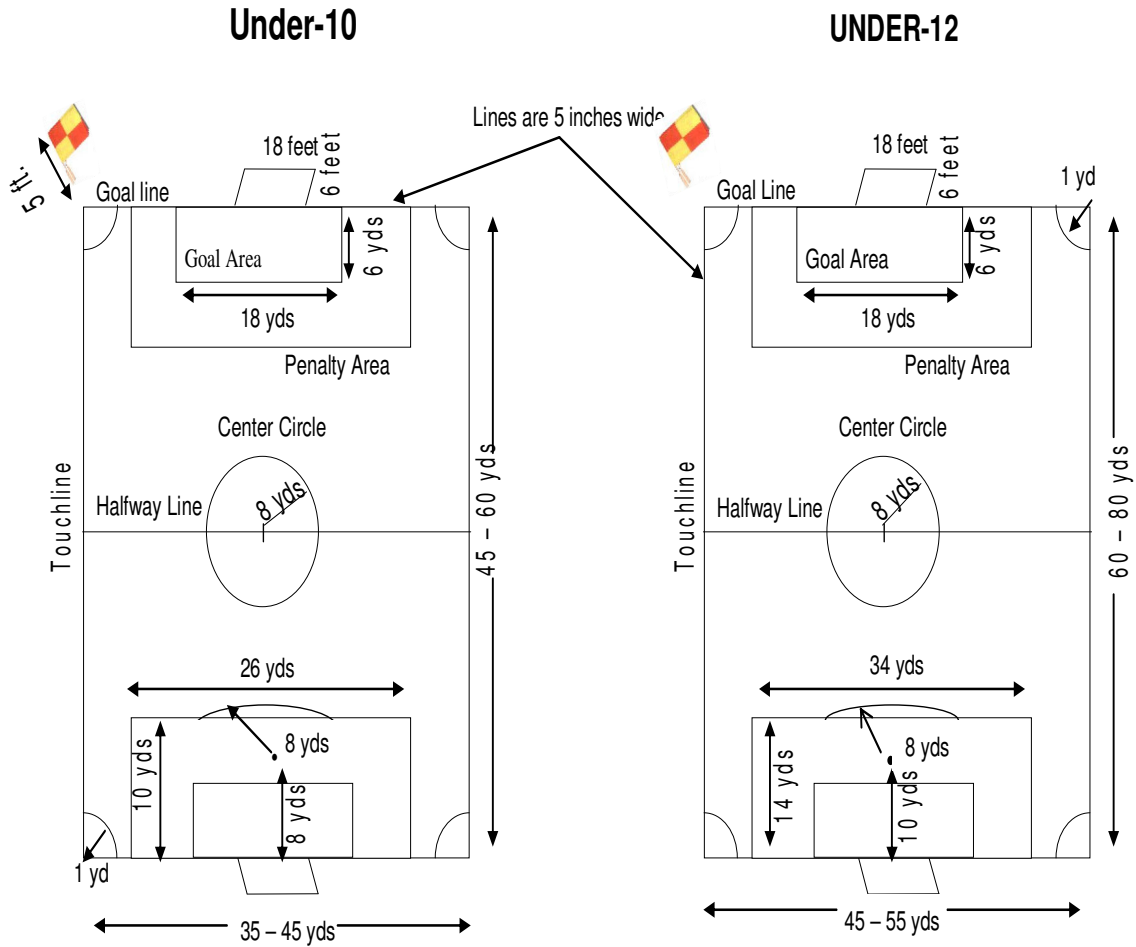 Under-10
UNDER-12
Lines are 5 inches wide
5 ft.
Goal line
18 feet
6 feet
Goal Area
6 yds
18 yds
Penalty Area
Center Circle
Touchline
Halfway Line
8 yds
45 – 60 yds
26 yds
8 yds
10 yds
8 yds
1 yd
35 – 45 yds
Goal Line
18 feet
6 feet
1 yd
Goal Area
6 yds
18 yds
Penalty Area
Center Circle
Touchline
Halfway Line
8 yds
60 – 80 yds
34 yds
8 yds
14 yds
10 yds
45 – 55 yds